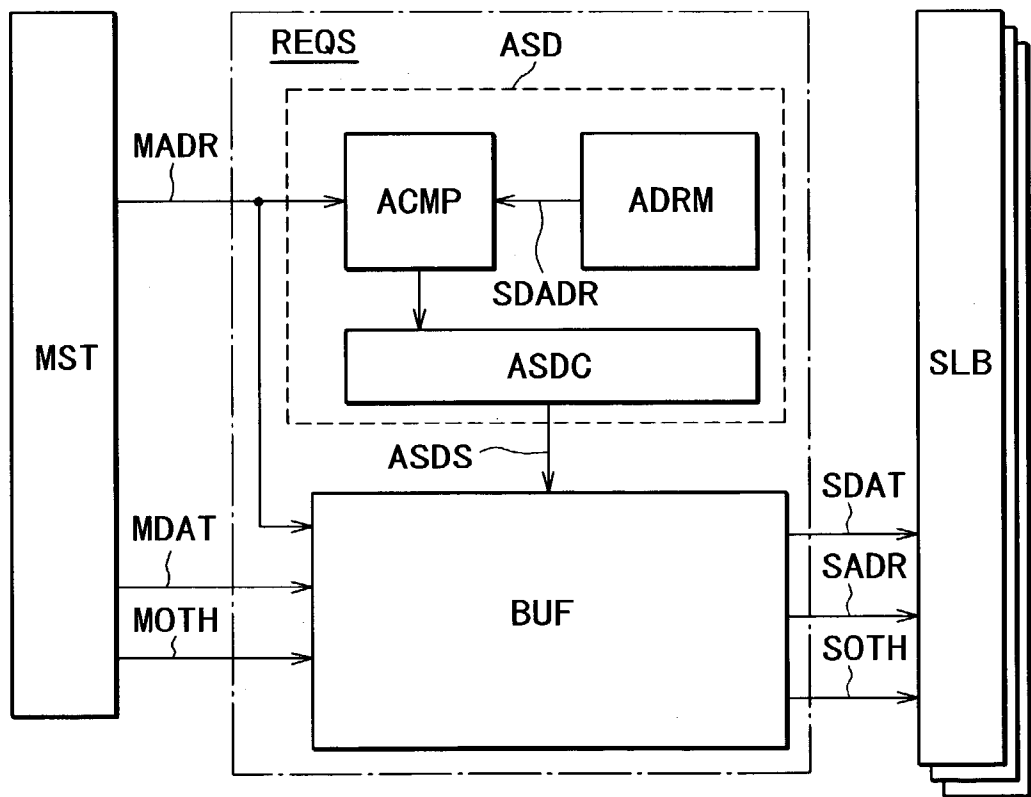 REQS
ASD
MADR
ACMP
ADRM
SDADR
MST
ASDC
SLB
ASDS
SDAT
MDAT
SADR
BUF
MOTH
SOTH